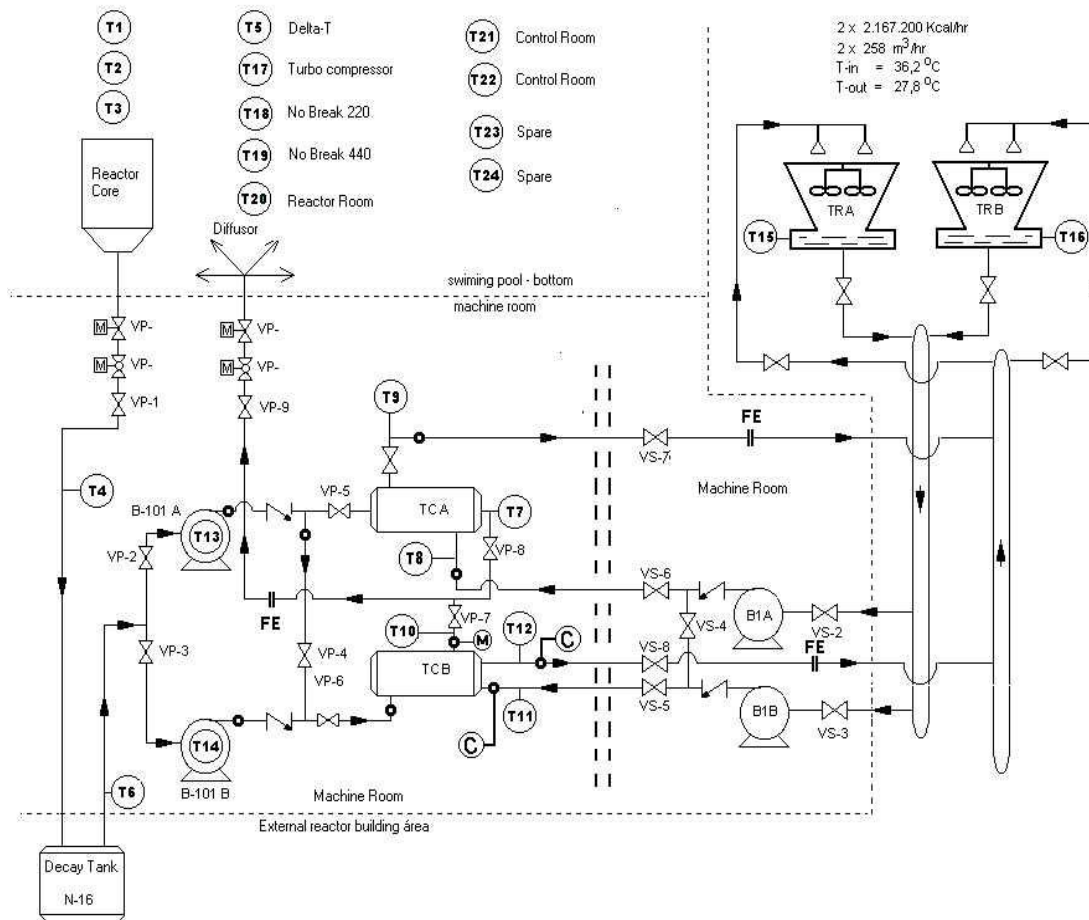 T1
T2
T3
T5 Delta-T
T17 Turbo compressor
T18 No Break 220
T19 No Break 440
T20 Reactor Room
T21 Control Room
T22 Control Room
T23 Spare
T24 Spare
2 x 2.167.200 Kcal/hr
2 x 258 m³/hr
T-in = 36,2 ⁰C
T-out = 27,8 ⁰C
Reactor
Core
Diffusor
TRA
TRB
T15
T16
swiming pool - bottom
machine room
M VP-
M VP-
M VP-
M VP-
VP-1
VP-9
T9
FE
VS-7
T4
VP-5
TCA
T7
Machine Room
B-101 A
T13
VP-2
VP-8
T8
VS-6
FE
VP-7
VS-4
B1A
VS-2
T10
M
T12
C
VS-8
FE
VP-3
VP-4
VP-6
TCB
VS-5
T11
B1B
VS-3
T14
C
B-101 B
T6
Machine Room
External reactor building área
Decay Tank
N-16